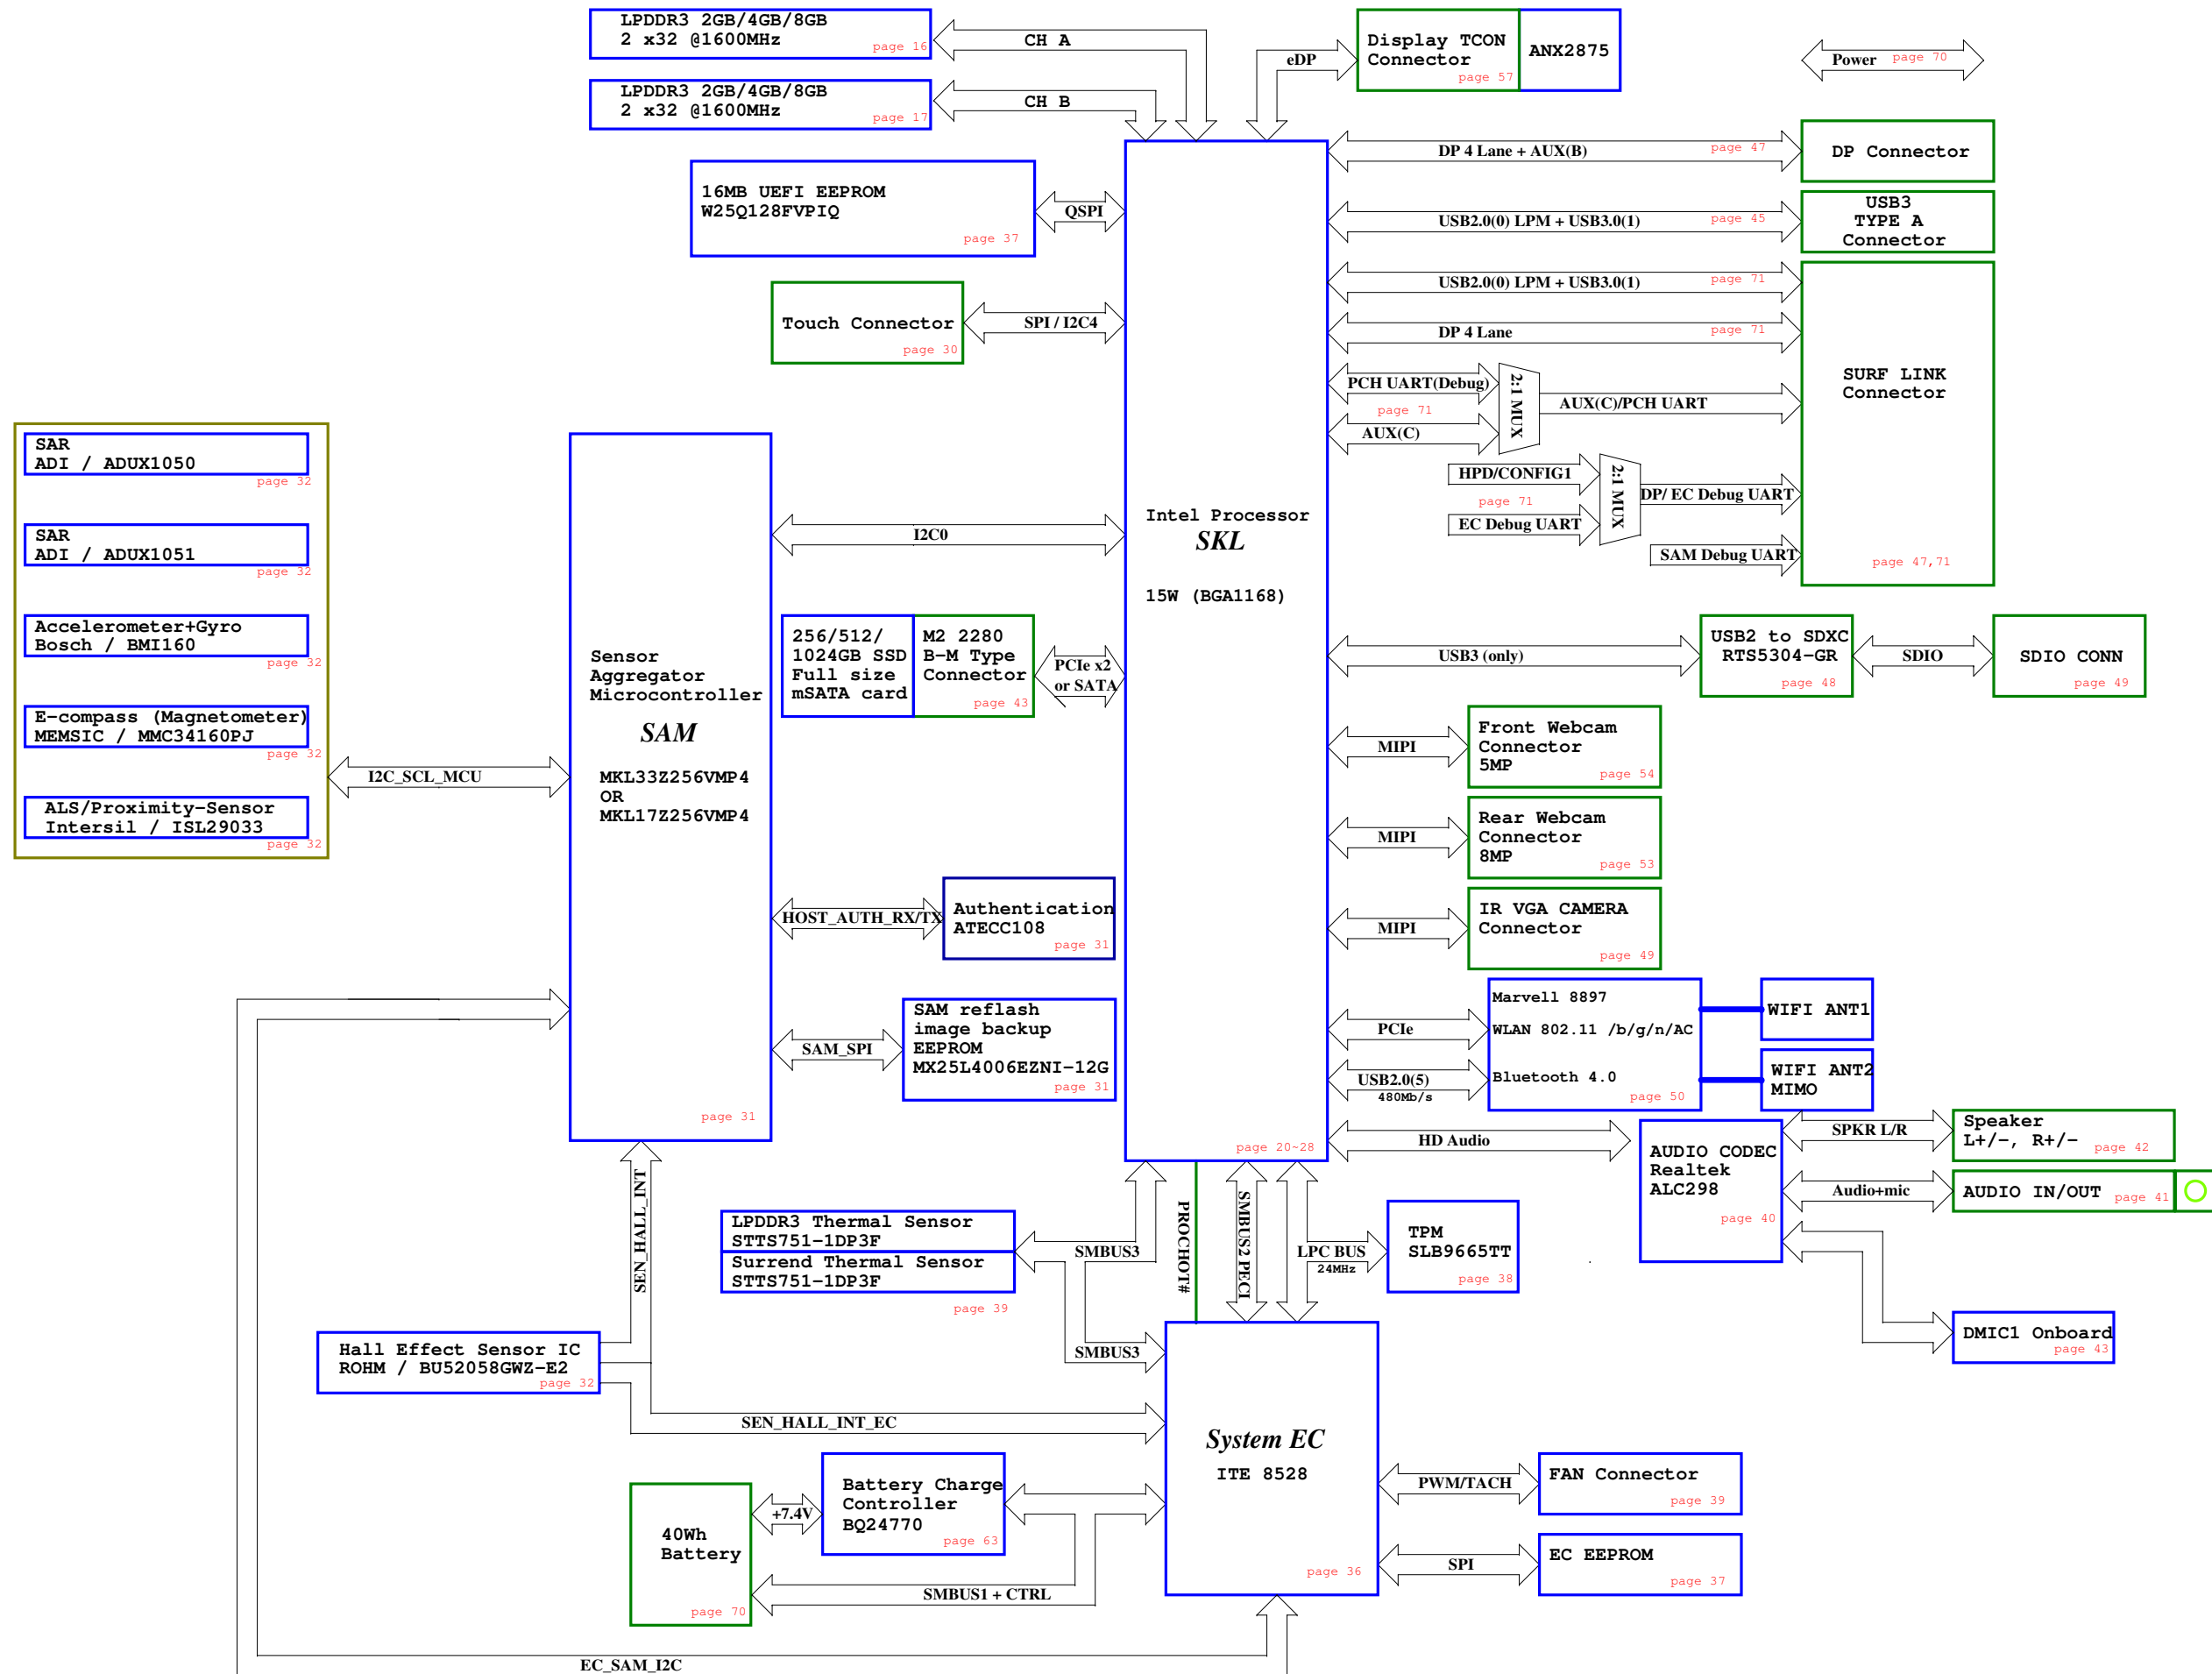 LPDDR3 2GB/4GB/8GB
2 x32 @1600MHz
page 16
CH A
LPDDR3 2GB/4GB/8GB
2 x32 @1600MHz
page 17
CH B
eDP
Display TCON
Connector
page 57
ANX2875
Power
page 70
16MB UEFI EEPROM
W25Q128FVPIQ
page 37
QSPI
Touch Connector
page 30
SPI / I2C4
DP 4 Lane + AUX(B)
page 47
DP Connector
USB2.0(0) LPM + USB3.0(1)
page 45
USB3
TYPE A
Connector
USB2.0(0) LPM + USB3.0(1)
page 71
DP 4 Lane
page 71
PCH UART(Debug)
page 71
AUX(C)
2:1 MUX
AUX(C)/PCH UART
HPD/CONFIG1
page 71
EC Debug UART
2:1 MUX
DP/ EC Debug UART
SAM Debug UART
SURF LINK
Connector
page 47,71
SAR
ADI / ADUX1050
page 32
SAR
ADI / ADUX1051
page 32
Accelerometer+Gyro
Bosch / BMI160
page 32
E-compass (Magnetometer)
MEMSIC / MMC34160PJ
page 32
ALS/Proximity-Sensor
Intersil / ISL29033
page 32
I2C_SCL_MCU
Sensor
Aggregator
Microcontroller
SAM
MKL33Z256VMP4
OR
MKL17Z256VMP4
page 31
I2C0
Intel Processor
SKL
15W (BGA1168)
page 20~28
256/512/
1024GB SSD
Full size
mSATA card
M2 2280
B-M Type
Connector
page 43
PCIe x2
or SATA
USB3 (only)
USB2 to SDXC
RTS5304-GR
page 48
SDIO
SDIO CONN
page 49
MIPI
Front Webcam
Connector
5MP
page 54
MIPI
Rear Webcam
Connector
8MP
page 53
MIPI
IR VGA CAMERA
Connector
page 49
HOST_AUTH_RX/TX
Authentication
ATECC108
page 31
SAM_SPI
SAM reflash
image backup
EEPROM
MX25L4006EZNI-12G
page 31
PCIe
USB2.0(5)
480Mb/s
Marvell 8897
WLAN 802.11 /b/g/n/AC
Bluetooth 4.0
page 50
WIFI ANT1
WIFI ANT2
MIMO
HD Audio
AUDIO CODEC
Realtek
ALC298
page 40
SPKR L/R
Speaker
L+/-, R+/-
page 42
Audio+mic
AUDIO IN/OUT
page 41
DMIC1 Onboard
page 43
SEN_HALL_INT
LPDDR3 Thermal Sensor
STTS751-1DP3F
Surrend Thermal Sensor
STTS751-1DP3F
page 39
SMBUS3
SMBUS3
PROCHOT#
SMBUS2 PECI
LPC BUS
24MHz
TPM
SLB9665TT
page 38
Hall Effect Sensor IC
ROHM / BU52058GWZ-E2
page 32
SEN_HALL_INT_EC
System EC
ITE 8528
page 36
40Wh
Battery
page 70
+7.4V
Battery Charge
Controller
BQ24770
page 63
SMBUS1 + CTRL
PWM/TACH
FAN Connector
page 39
SPI
EC EEPROM
page 37
EC_SAM_I2C